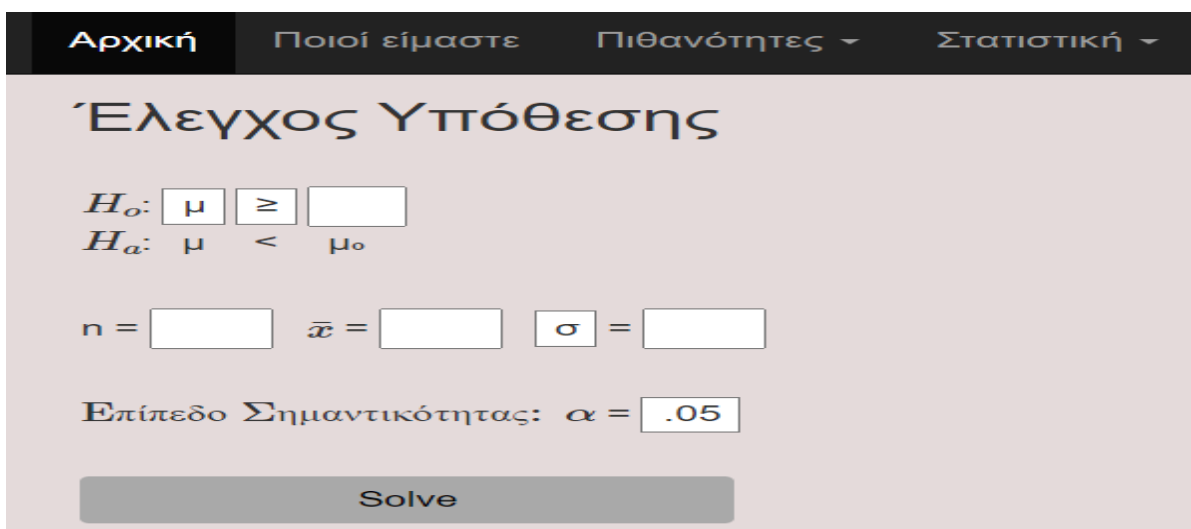 Αρχική Ποιοί είμαστε Πιθανότητες Στατιστική
Έλεγχος Υπόθεσης
Hₒ: μ ≥
Hₐ: μ < μₒ
n = x̄ = σ =
Επίπεδο Σημαντικότητας: α = .05
Solve